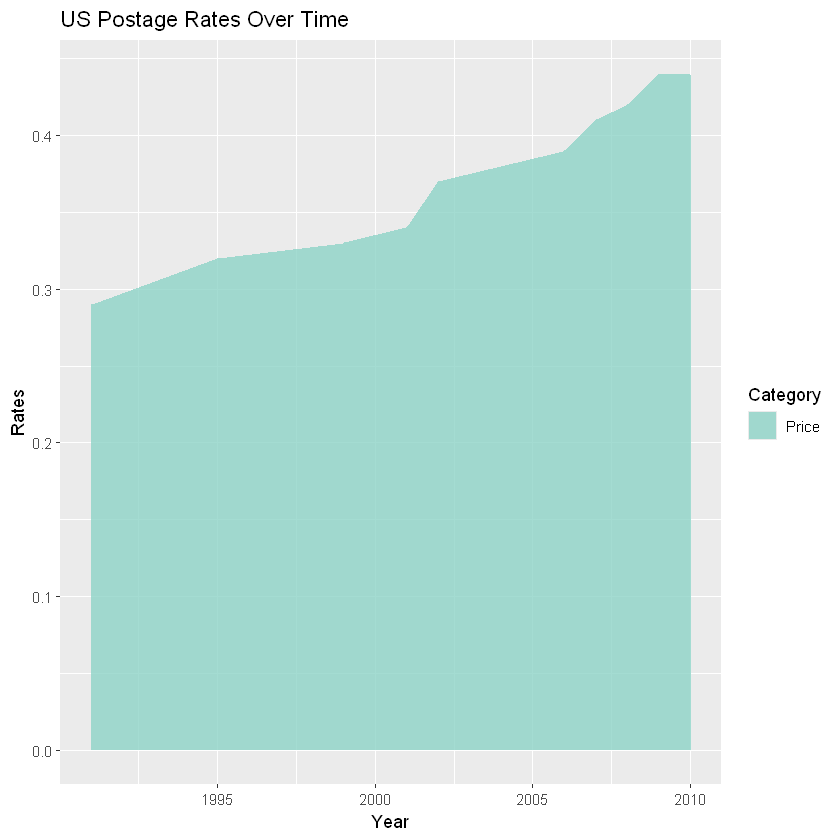 US Postage Rates Over Time
0.4
0.3
0.2
0.1
0.0
Rates
1995 2000 2005 2010
Year
Category
Price